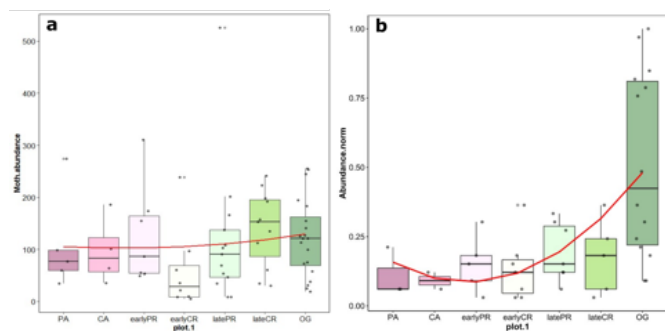 a
500
400
300
200
100
0
Moth.abundance
PA CA earlyPR earlyCR latePR lateCR OG
plot.1
b
1.00
0.75
0.50
0.25
0.00
Abundance.norm
PA CA earlyPR earlyCR latePR lateCR OG
plot.1